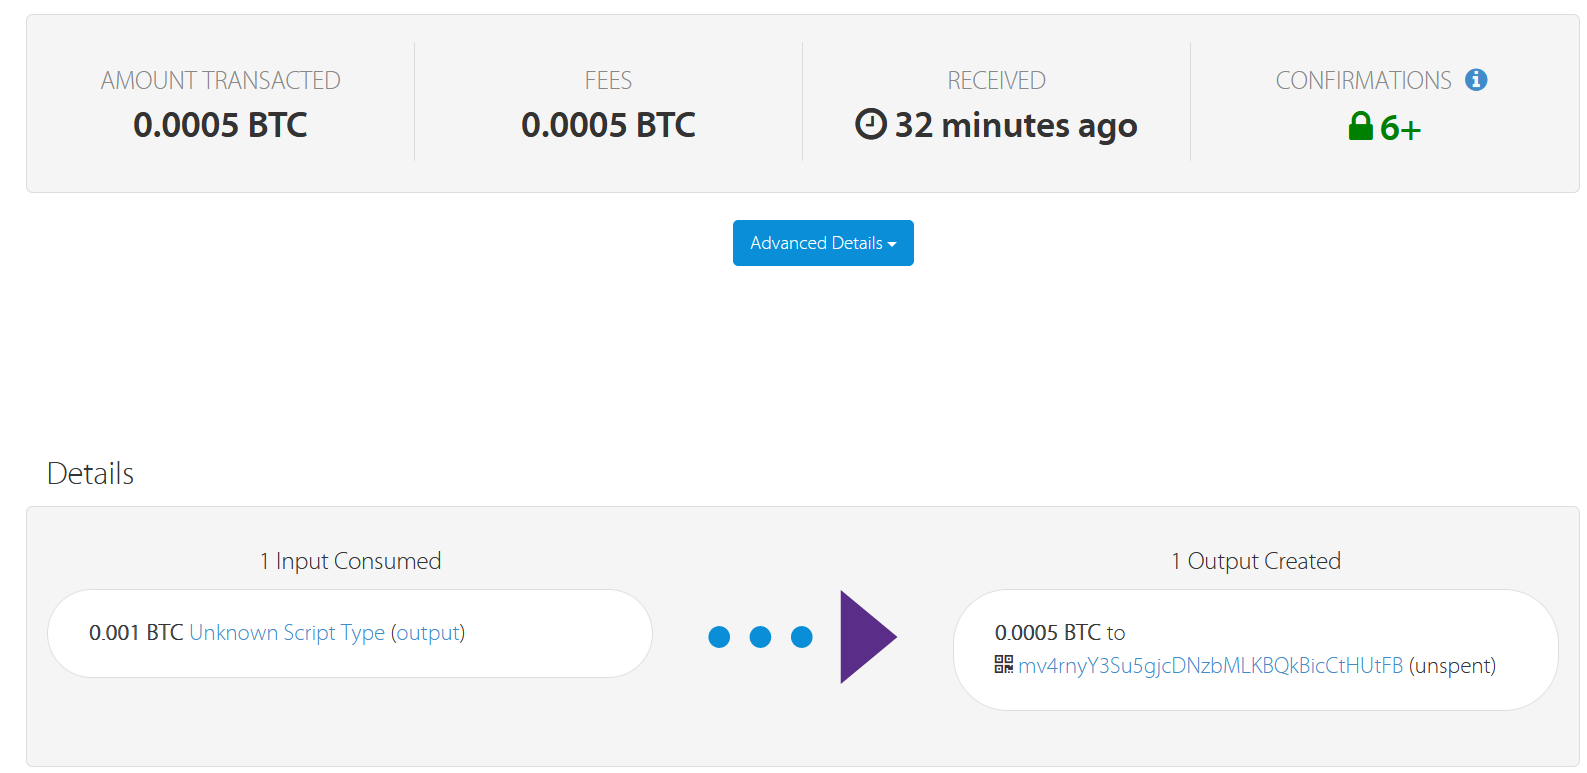 AMOUNT TRANSACTED
0.0005 BTC
FEES
0.0005 BTC
RECEIVED
32 minutes ago
CONFIRMATIONS
6+
Advanced Details
Details
1 Input Consumed
0.001 BTC Unknown Script Type (output)
1 Output Created
0.0005 BTC to
mv4rnyY3Su5gjcDNzbMLKBQkBicCtHUtFB (unspent)